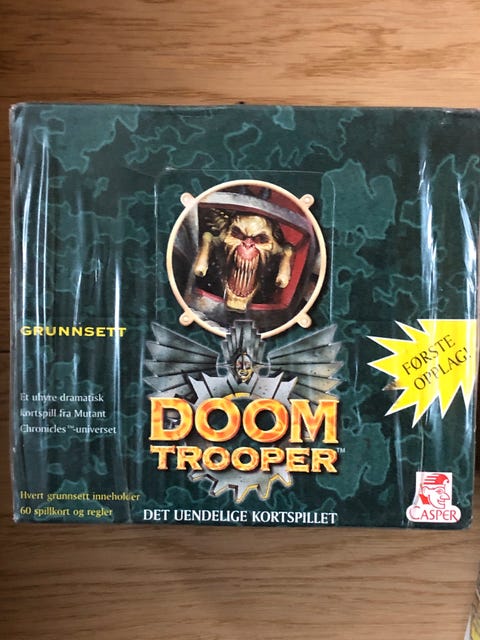 GRUNNSETT
FØRSTE
OPPLAG!
Et uhyre dramatisk
kortspill fra Mutant
Chronicles™-universet
DOOM
TROOPER™
Hvert grunnsett inneholder
60 spillkort og regler
DET UENDELIGE KORTSPILLET
CASPER